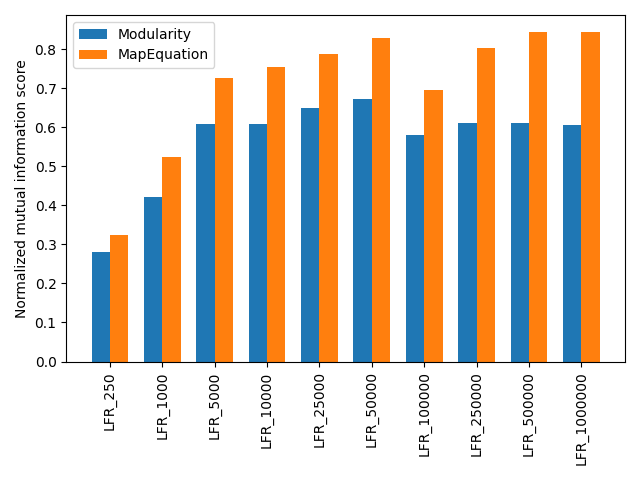 Modularity
MapEquation
Normalized mutual information score
0.8
0.7
0.6
0.5
0.4
0.3
0.2
0.1
0.0
LFR_250
LFR_1000
LFR_5000
LFR_10000
LFR_25000
LFR_50000
LFR_100000
LFR_250000
LFR_500000
LFR_1000000